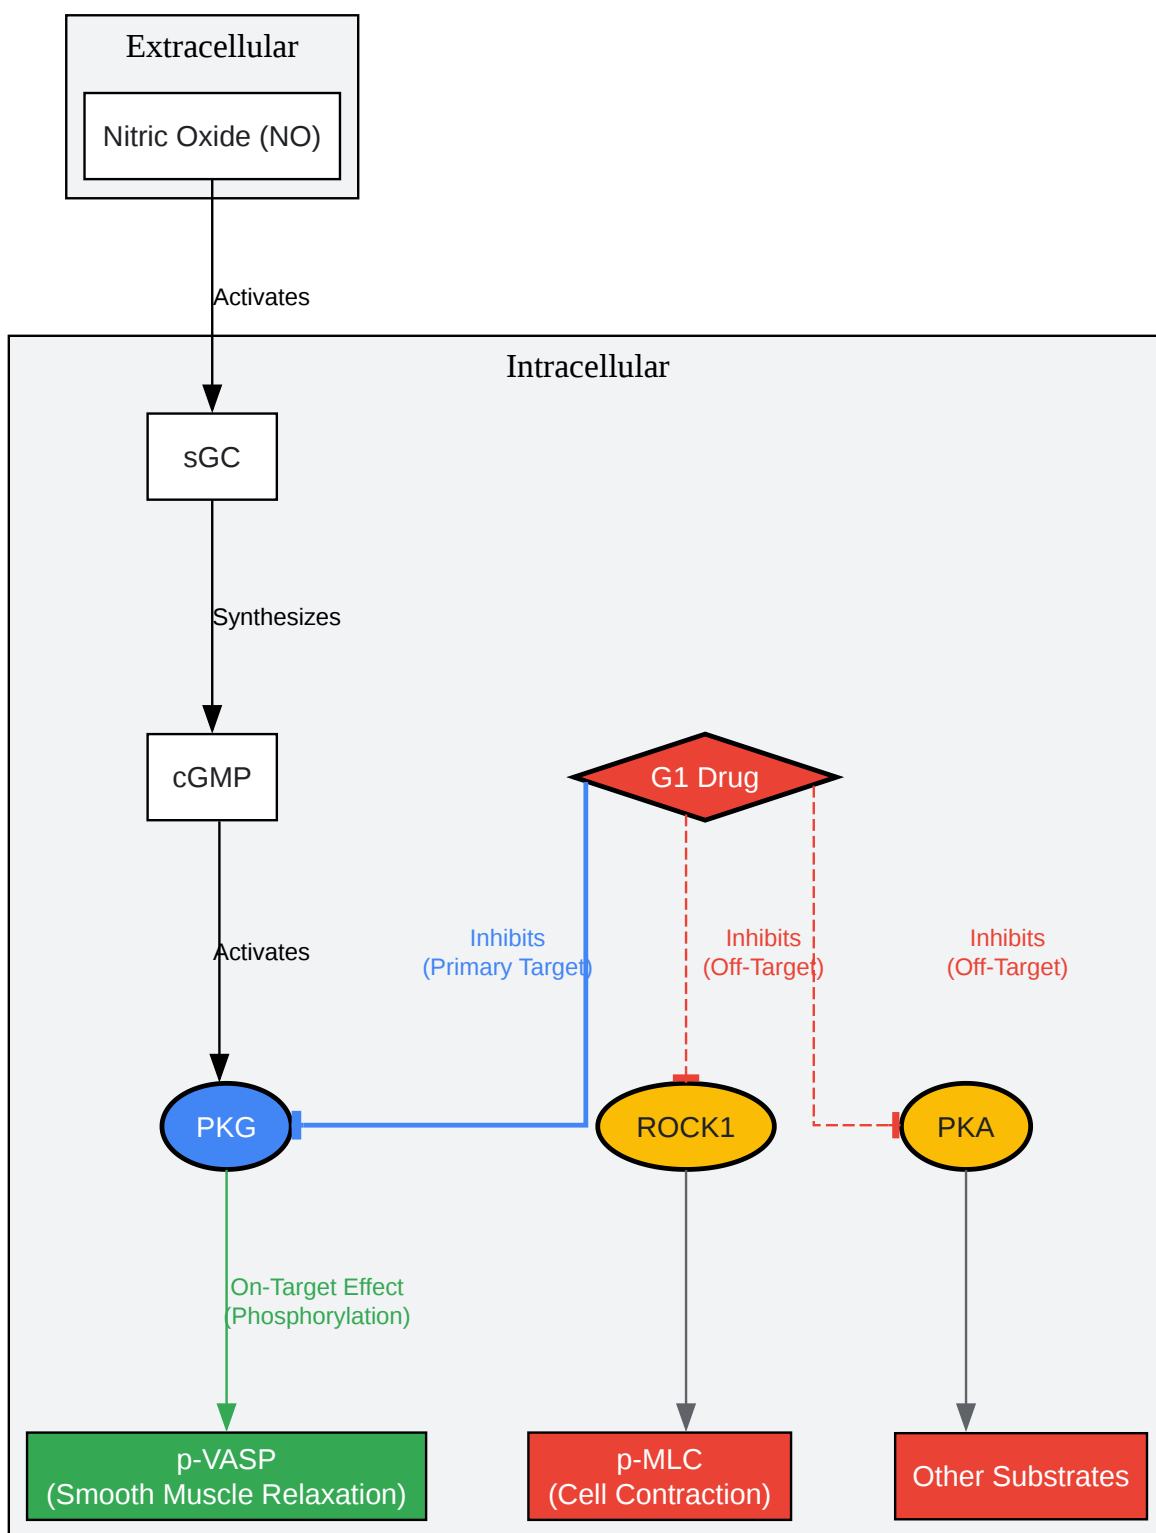 Extracellular
Nitric Oxide (NO)
Activates
Intracellular
sGC
Synthesizes
cGMP
G1 Drug
Activates
Inhibits
(Primary Target)
Inhibits
(Off-Target)
Inhibits
(Off-Target)
PKG
ROCK1
PKA
On-Target Effect
(Phosphorylation)
p-VASP
(Smooth Muscle Relaxation)
p-MLC
(Cell Contraction)
Other Substrates